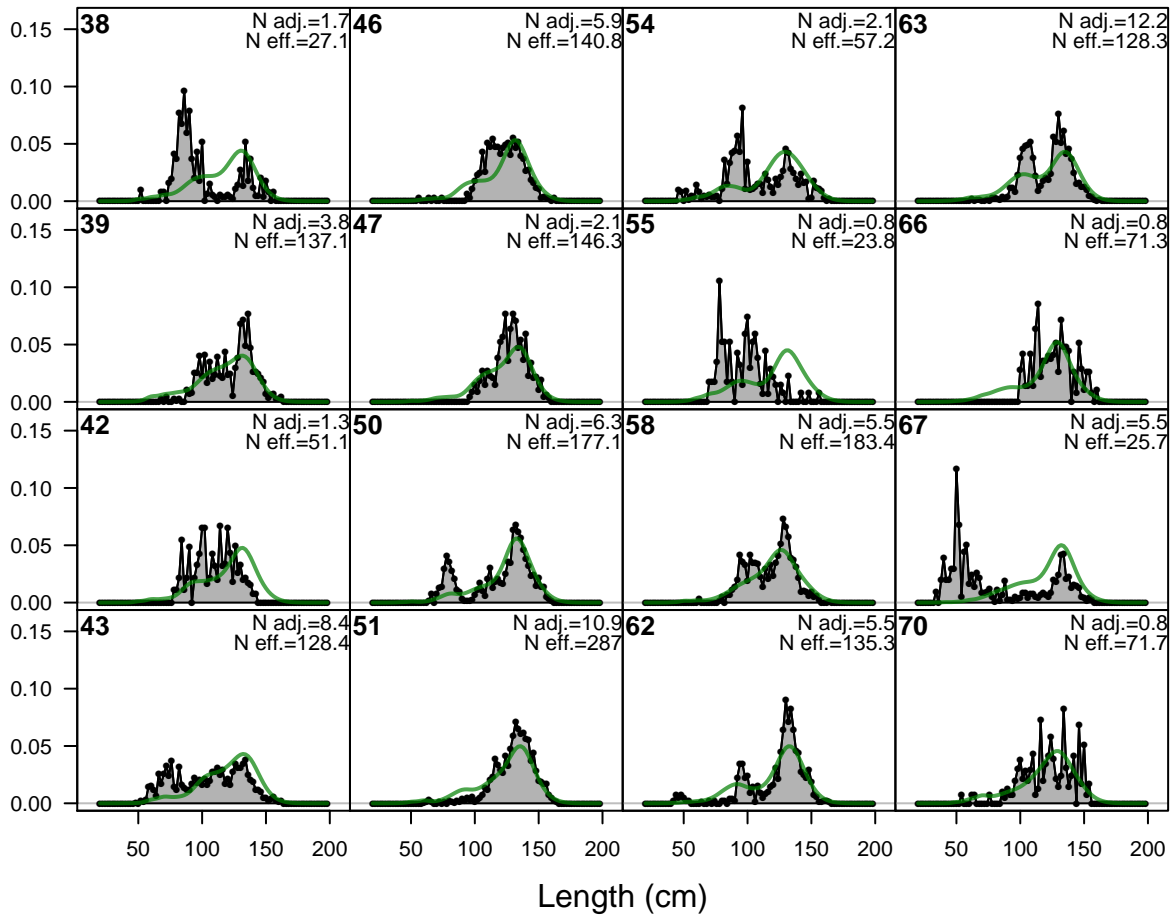 0.15 38 N adj.=1.7 46 N adj.=5.9 54 N adj.=2.1 63 N adj.=12.2
N eff.=27.1 N eff.=140.8 N eff.=57.2 N eff.=128.3
0.10
0.05
0.00
0.15 39 N adj.=3.8 47 N adj.=2.1 55 N adj.=0.8 66 N adj.=0.8
N eff.=137.1 N eff.=146.3 N eff.=23.8 N eff.=71.3
0.10
0.05
0.00
0.15 42 N adj.=1.3 50 N adj.=6.3 58 N adj.=5.5 67 N adj.=5.5
N eff.=51.1 N eff.=177.1 N eff.=183.4 N eff.=25.7
0.10
0.05
0.00
0.15 43 N adj.=8.4 51 N adj.=10.9 62 N adj.=5.5 70 N adj.=0.8
N eff.=128.4 N eff.=287 N eff.=135.3 N eff.=71.7
0.10
0.05
0.00
50 100 150 200 50 100 150 200 50 100 150 200 50 100 150 200
Length (cm)